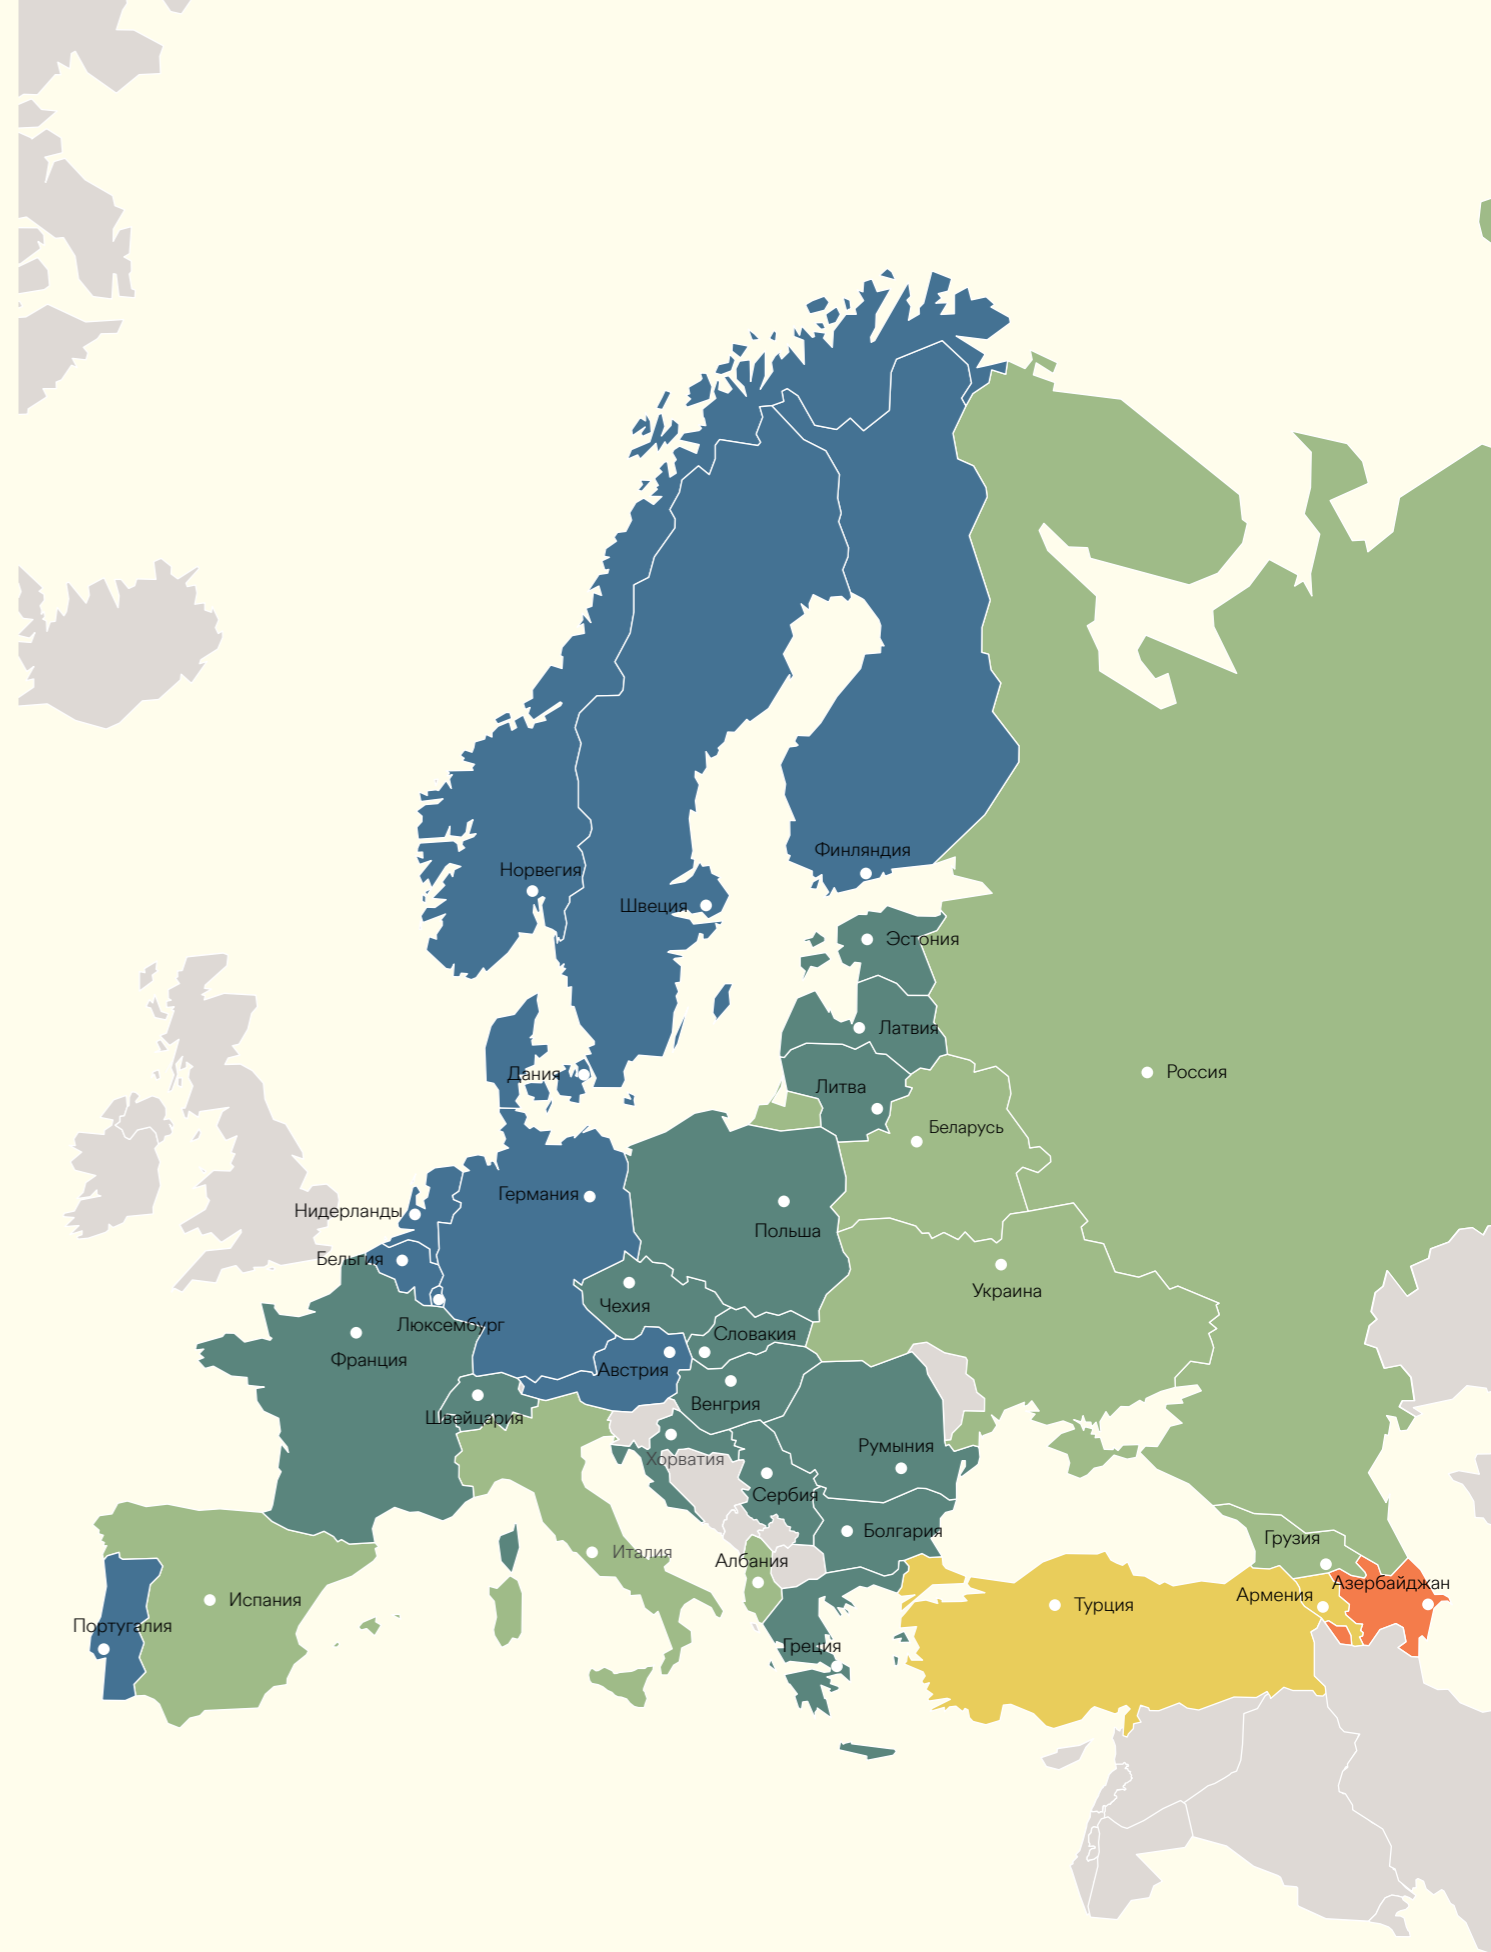 Финляндия
Норвегия
Швеция
Эстония
Латвия
Россия
Дания
Литва
Беларусь
Германия
Нидерланды
Польша
Бельгия
Украина
Чехия
Люксембург
Словакия
Франция
Австрия
Венгрия
Швейцария
Румыния
Хорватия
Сербия
Болгария
Грузия
Италия
Албания
Азербайджан
Армения
Испания
Турция
Португалия
Греция